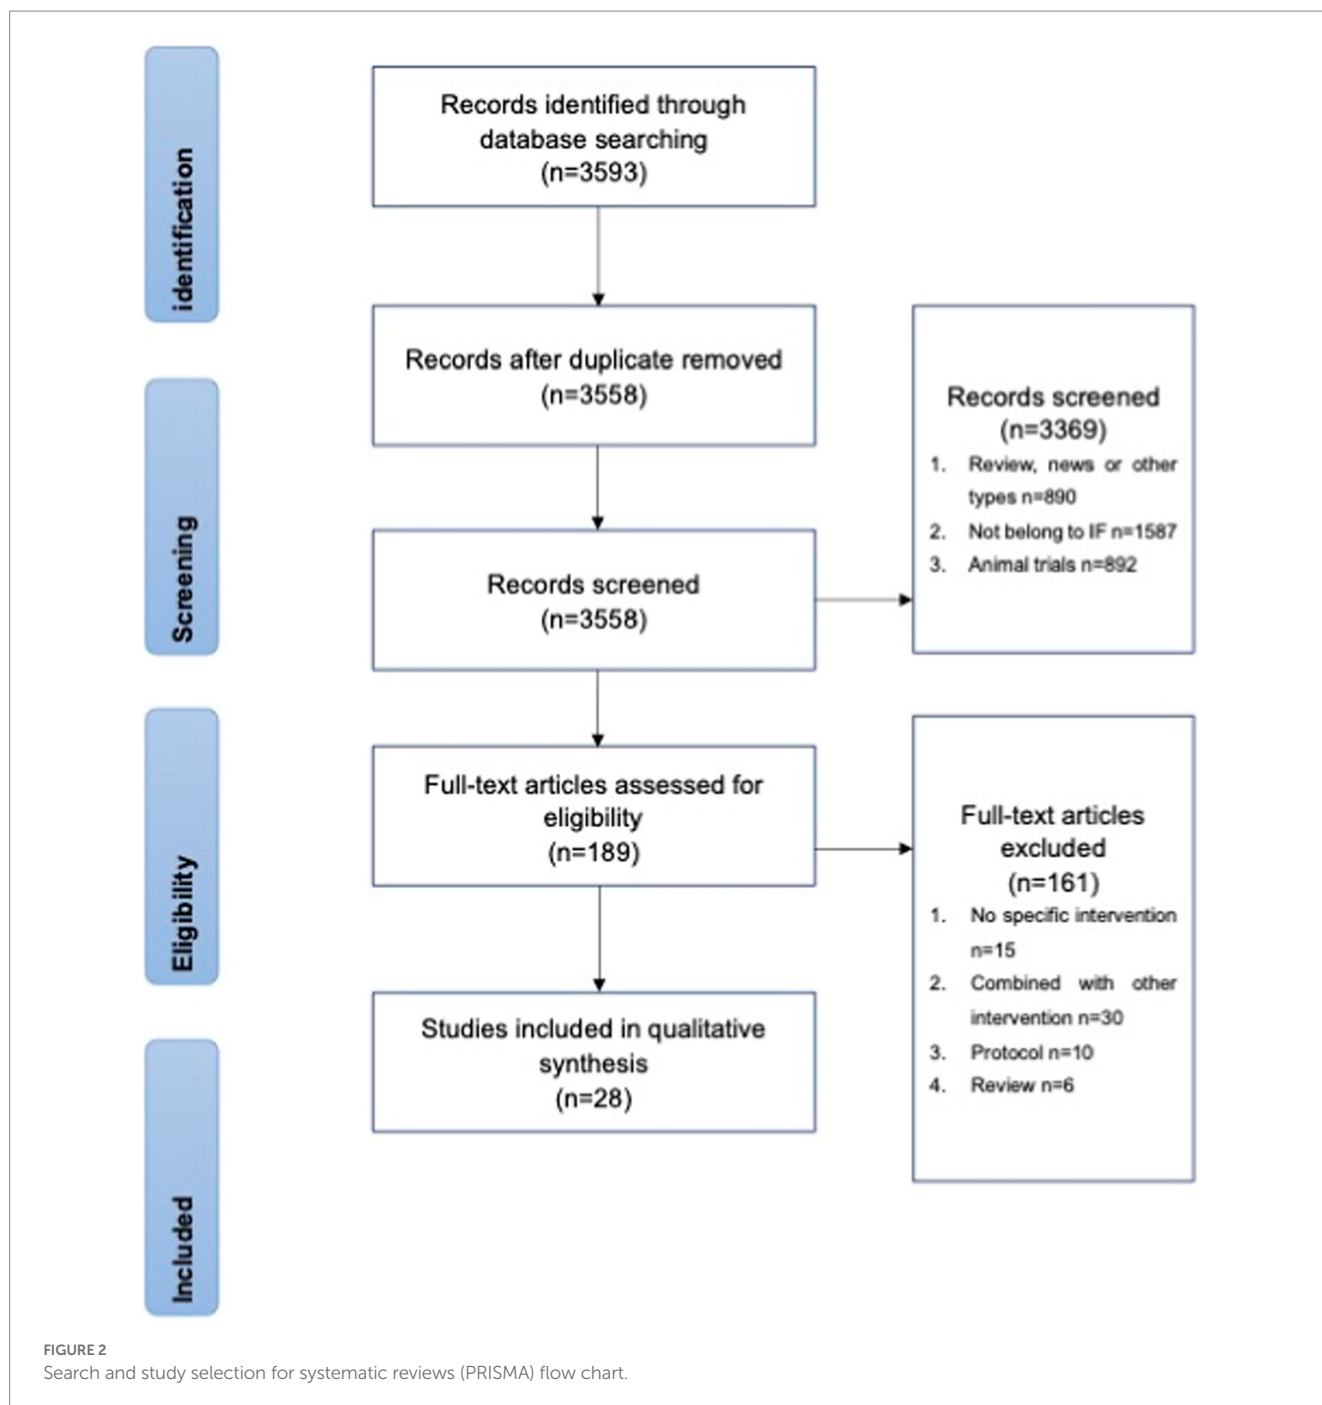 identification
Records identified through
database searching
(n=3593)
Records after duplicate removed
(n=3558)
Screening
Records screened
(n=3558)
Records screened
(n=3369)
1. Review, news or other
types n=890
2. Not belong to IF n=1587
3. Animal trials n=892
Eligibility
Full-text articles assessed for
eligibility
(n=189)
Full-text articles
excluded
(n=161)
1. No specific intervention
n=15
2. Combined with other
intervention n=30
3. Protocol n=10
4. Review n=6
Included
Studies included in qualitative
synthesis
(n=28)
FIGURE 2
Search and study selection for systematic reviews (PRISMA) flow chart.